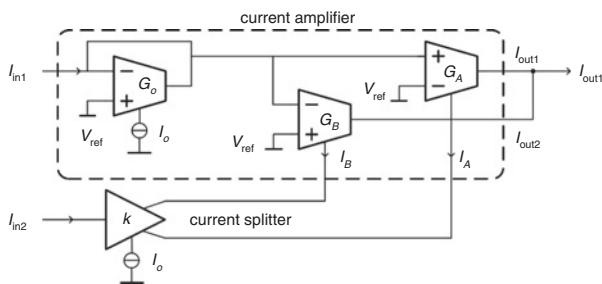 current amplifier
I_in1
−
+
G_o
V_ref
I_o
−
+
G_B
V_ref
+
−
G_A
V_ref
I_out1
I_out1
I_out2
I_B
I_A
I_in2
k
current splitter
I_o